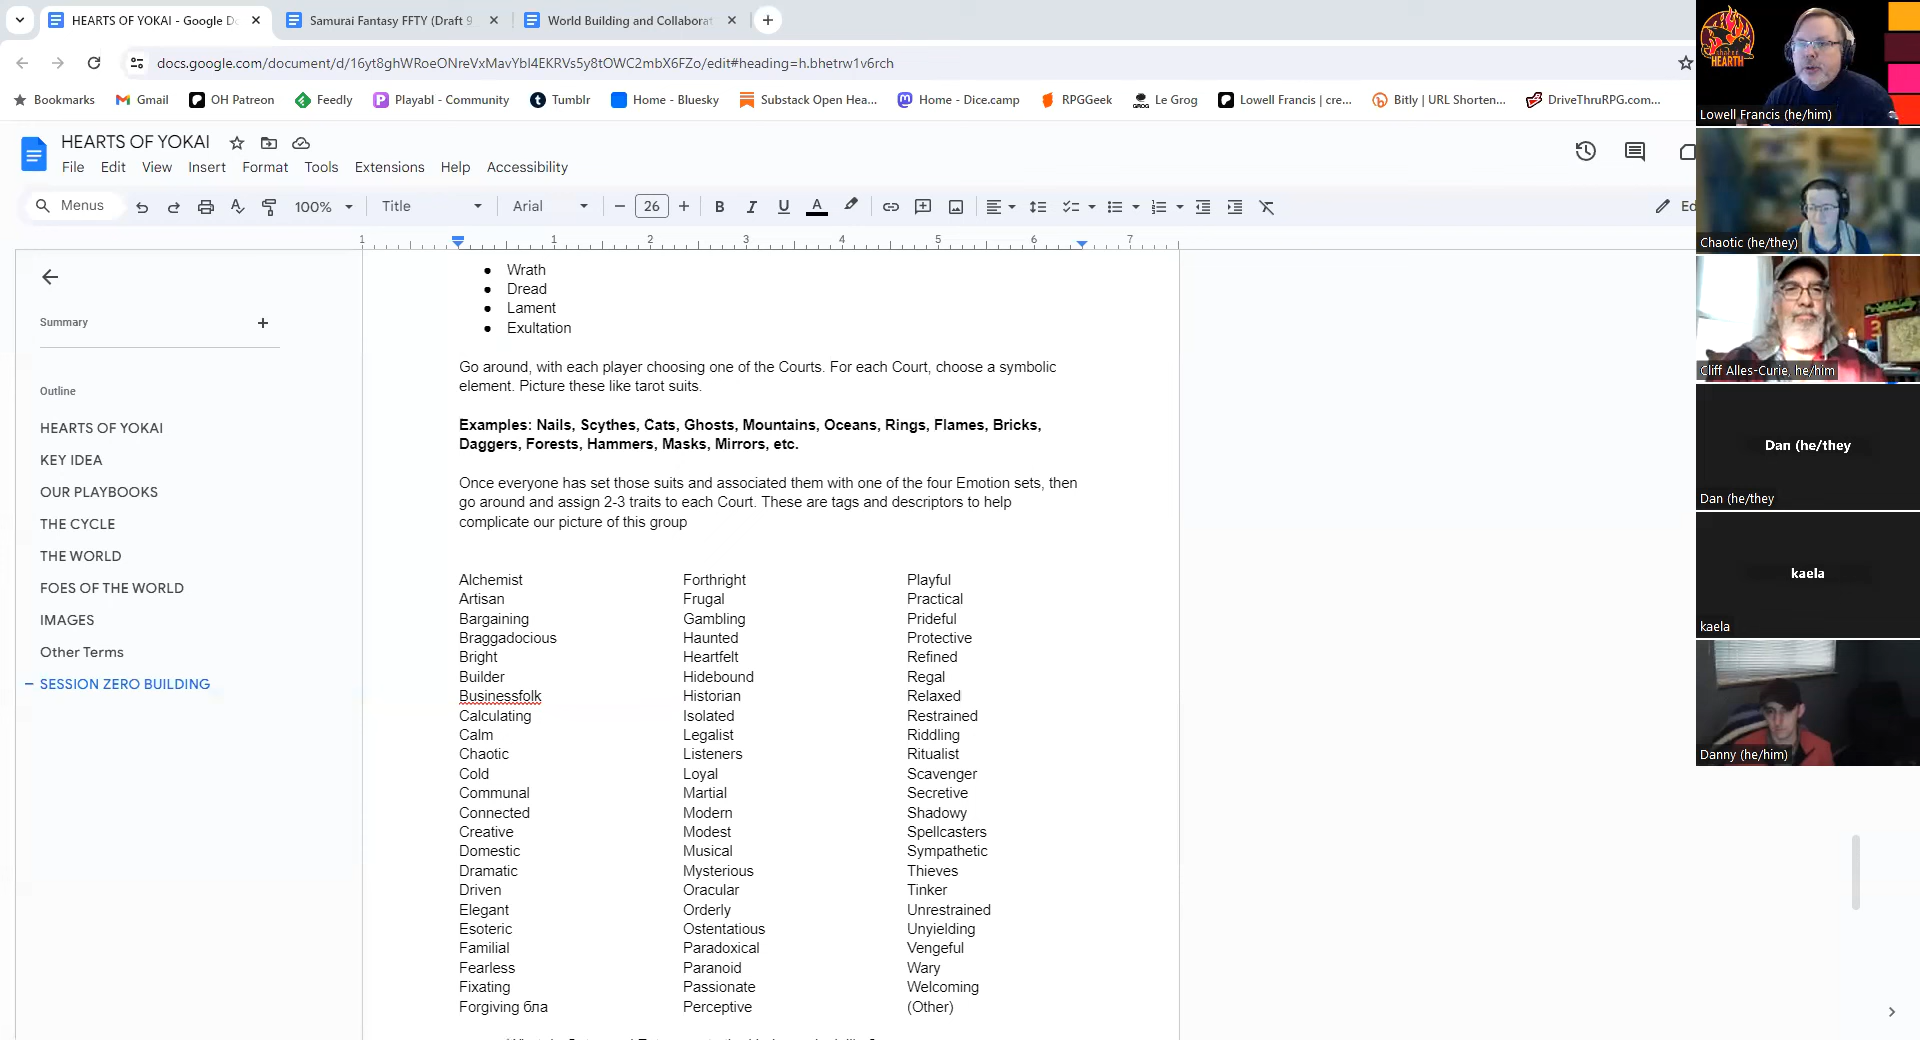 HEARTS OF YOKAI - Google Do
Samurai Fantasy FFTY (Draft 9
World Building and Collaborat
docs.google.com/document/d/16yt8ghWRoeONreVxMavYbI4EKRVs5y8tOWC2mbX6FZo/edit#heading=h.bhetrw1v6rch
Bookmarks
Gmail
OH Patreon
Feedly
Playabl - Community
Tumblr
Home - Bluesky
Substack Open Hea...
Home - Dice.camp
RPGGeek
Le Grog
Lowell Francis | cre...
Bitly | URL Shorten...
DriveThruRPG.com...
HEARTS OF YOKAI
File Edit View Insert Format Tools Extensions Help Accessibility
Menus 100% Title Arial 26 B I U A Ed
1 1 2 3 4 5 6 7
Summary
Outline
HEARTS OF YOKAI
KEY IDEA
OUR PLAYBOOKS
THE CYCLE
THE WORLD
FOES OF THE WORLD
IMAGES
Other Terms
SESSION ZERO BUILDING
Wrath
Dread
Lament
Exultation
Go around, with each player choosing one of the Courts. For each Court, choose a symbolic
element. Picture these like tarot suits.
Examples: Nails, Scythes, Cats, Ghosts, Mountains, Oceans, Rings, Flames, Bricks,
Daggers, Forests, Hammers, Masks, Mirrors, etc.
Once everyone has set those suits and associated them with one of the four Emotion sets, then
go around and assign 2-3 traits to each Court. These are tags and descriptors to help
complicate our picture of this group
Alchemist
Artisan
Bargaining
Braggadocious
Bright
Builder
Businessfolk
Calculating
Calm
Chaotic
Cold
Communal
Connected
Creative
Domestic
Dramatic
Driven
Elegant
Esoteric
Familial
Fearless
Fixating
Forgiving бла
Forthright
Frugal
Gambling
Haunted
Heartfelt
Hidebound
Historian
Isolated
Legalist
Listeners
Loyal
Martial
Modern
Modest
Musical
Mysterious
Oracular
Orderly
Ostentatious
Paradoxical
Paranoid
Passionate
Perceptive
Playful
Practical
Prideful
Protective
Refined
Regal
Relaxed
Restrained
Riddling
Ritualist
Scavenger
Secretive
Shadowy
Spellcasters
Sympathetic
Thieves
Tinker
Unrestrained
Unyielding
Vengeful
Wary
Welcoming
(Other)
HEARTH
Lowell Francis (he/him)
Chaotic (he/they)
Cliff Alles-Curie, he/him
Dan (he/they
Dan (he/they
kaela
kaela
Danny (he/him)